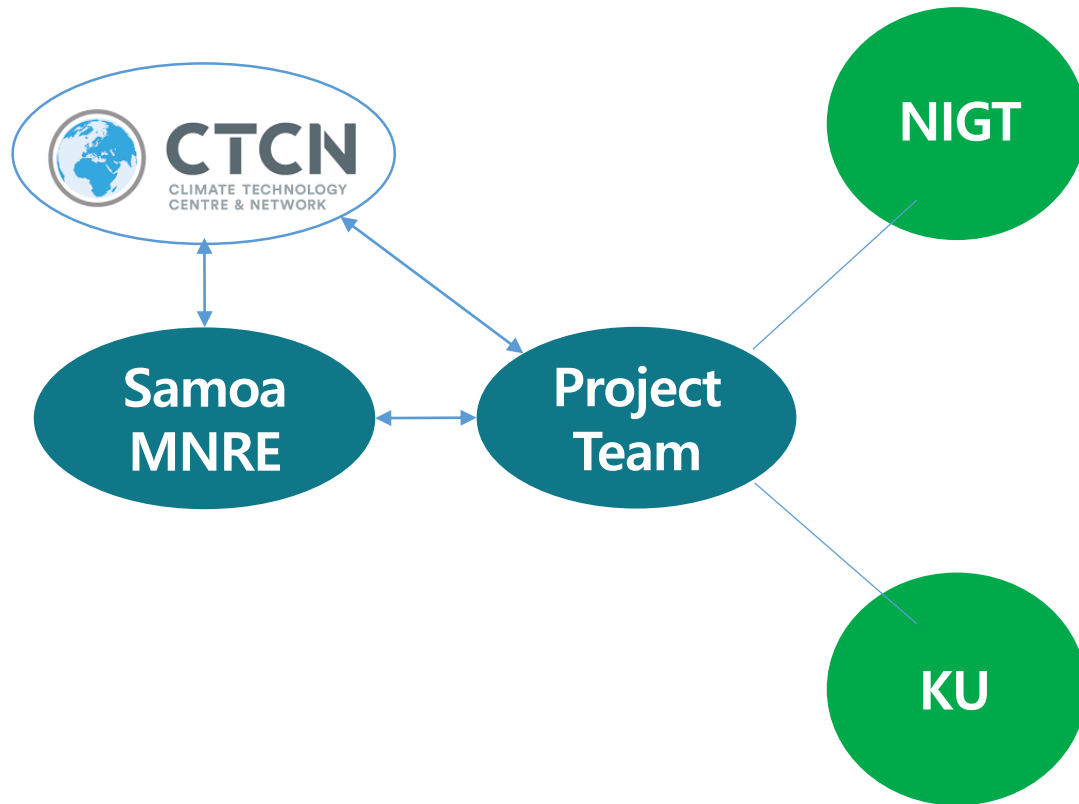 CTCN
CLIMATE TECHNOLOGY
CENTRE & NETWORK
NIGT
Samoa
MNRE
Project
Team
KU